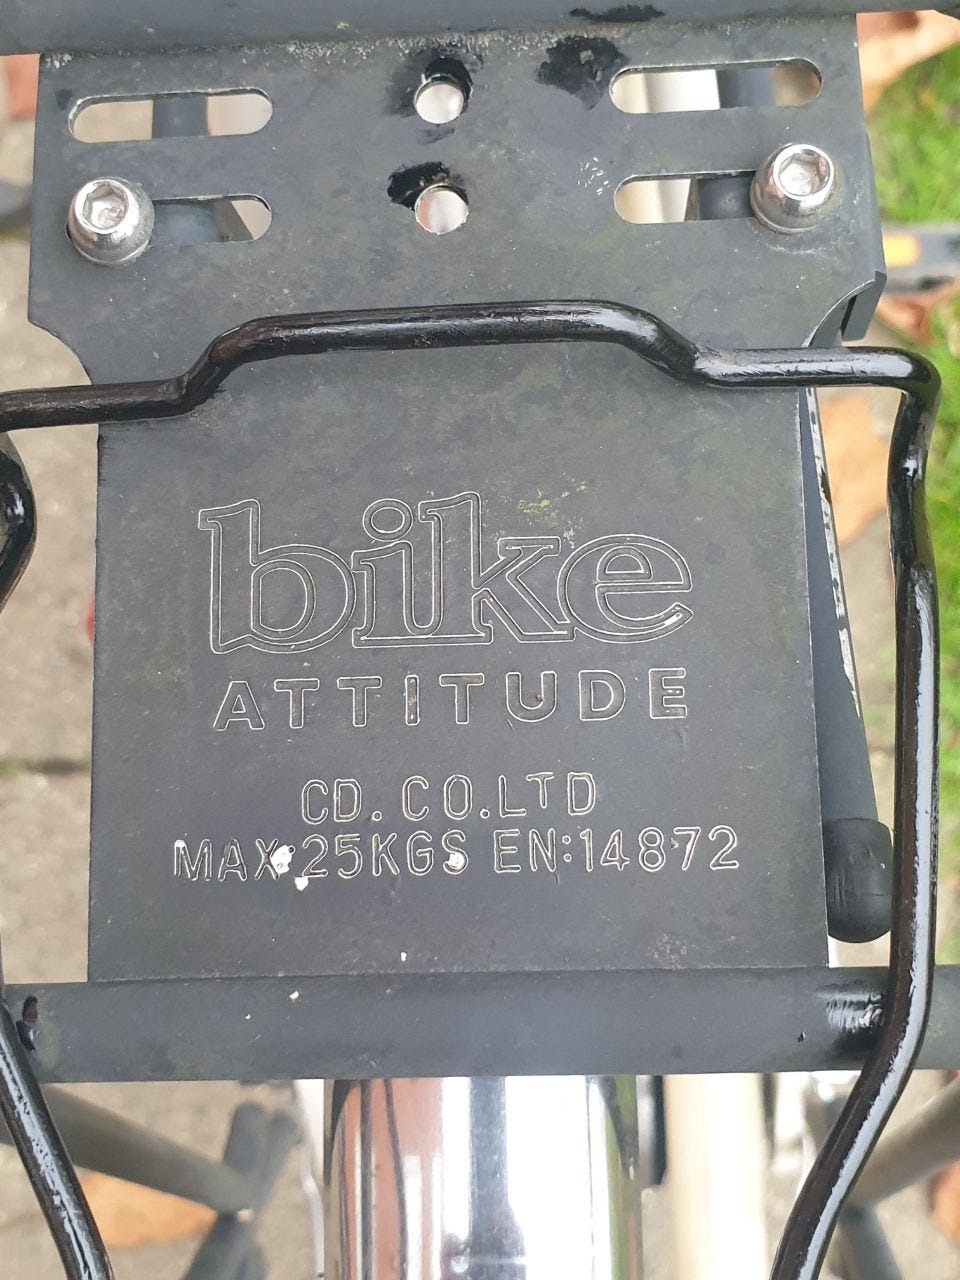 bike
ATTITUDE
CD. CO.LTD
MAX.25KGS EN:14872